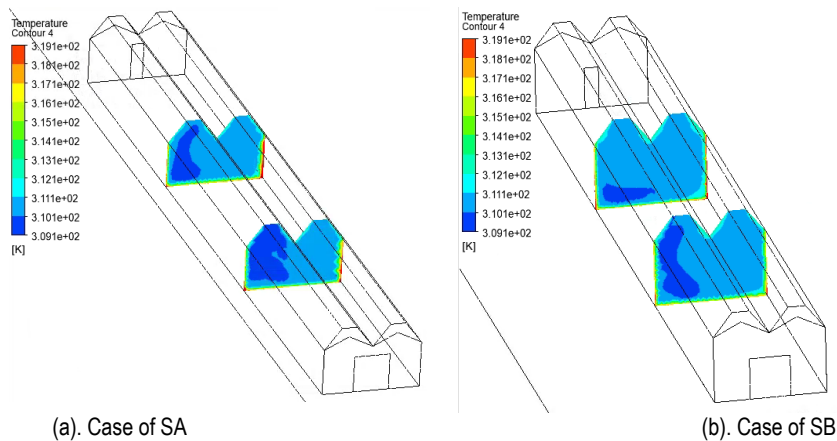 Temperature
Contour 4
3.191e+02
3.181e+02
3.171e+02
3.161e+02
3.151e+02
3.141e+02
3.131e+02
3.121e+02
3.111e+02
3.101e+02
3.091e+02
[K]
(a). Case of SA
Temperature
Contour 4
3.191e+02
3.181e+02
3.171e+02
3.161e+02
3.151e+02
3.141e+02
3.131e+02
3.121e+02
3.111e+02
3.101e+02
3.091e+02
[K]
(b). Case of SB